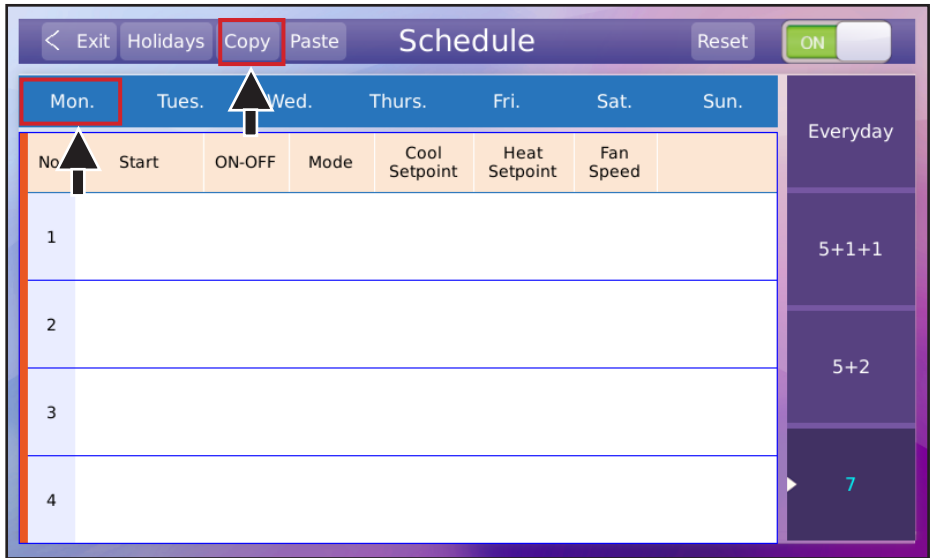 < Exit Holidays Copy Paste Schedule Reset ON
Mon. Tues. Wed. Thurs. Fri. Sat. Sun.
Everyday
No Start ON-OFF Mode Cool Setpoint Heat Setpoint Fan Speed
1
5+1+1
2
5+2
3
7
4